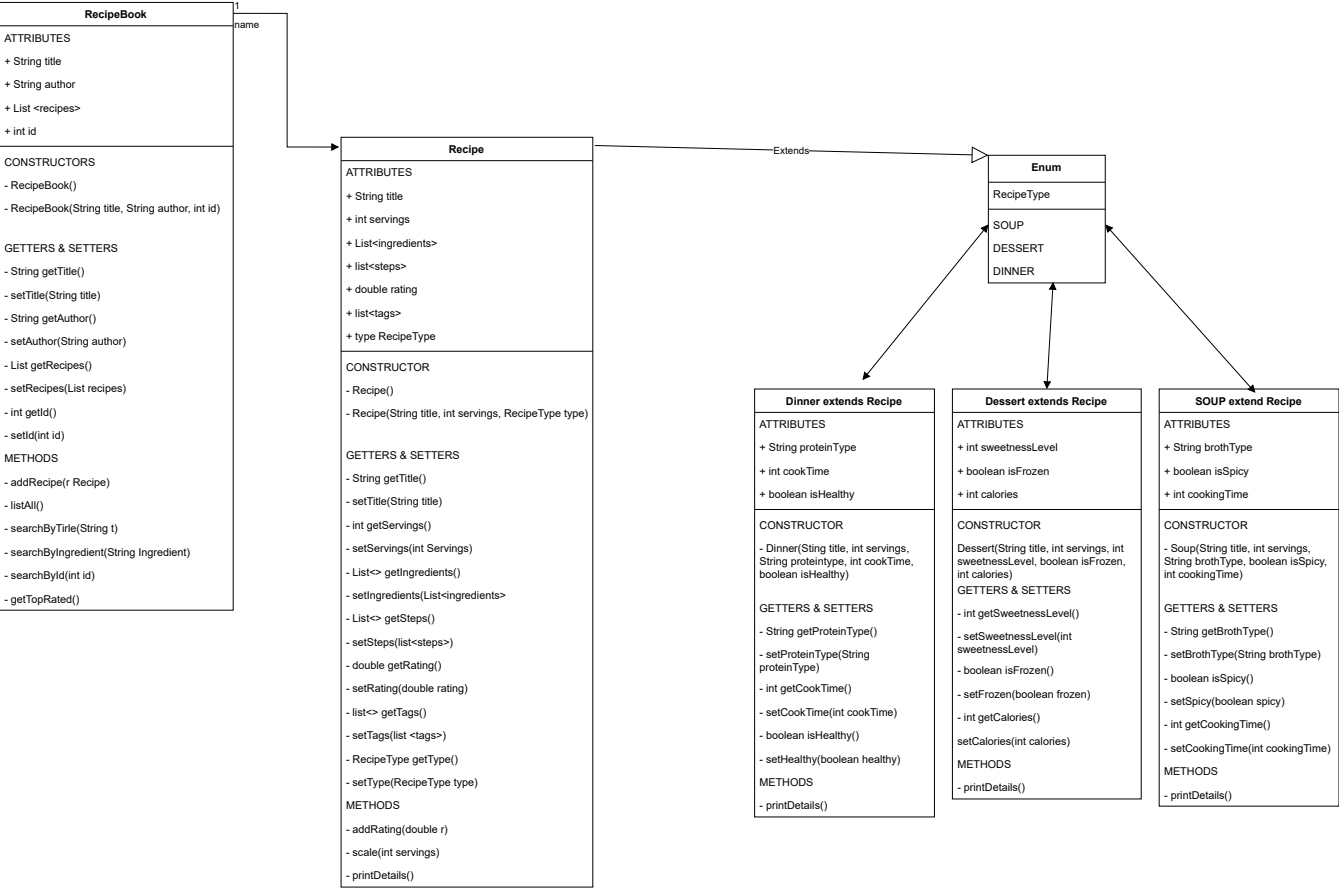 RecipeBook
ATTRIBUTES
+ String title
+ String author
+ List <recipes>
+ int id
CONSTRUCTORS
- RecipeBook()
- RecipeBook(String title, String author, int id)
GETTERS & SETTERS
- String getTitle()
- setTitle(String title)
- String getAuthor()
- setAuthor(String author)
- List getRecipes()
- setRecipes(List recipes)
- int getId()
- setId(int id)
METHODS
- addRecipe(r Recipe)
- listAll()
- searchByTirle(String t)
- searchByIngredient(String Ingredient)
- searchById(int id)
- getTopRated()
1
name
Recipe
ATTRIBUTES
+ String title
+ int servings
+ List<ingredients>
+ list<steps>
+ double rating
+ list<tags>
+ type RecipeType
CONSTRUCTOR
- Recipe()
- Recipe(String title, int servings, RecipeType type)
GETTERS & SETTERS
- String getTitle()
- setTitle(String title)
- int getServings()
- setServings(int Servings)
- List<> getIngredients()
- setIngredients(List<ingredients>
- List<> getSteps()
- setSteps(list<steps>)
- double getRating()
- setRating(double rating)
- list<> getTags()
- setTags(list <tags>)
- RecipeType getType()
- setType(RecipeType type)
METHODS
- addRating(double r)
- scale(int servings)
- printDetails()
Extends
Enum
RecipeType
SOUP
DESSERT
DINNER
Dinner extends Recipe
ATTRIBUTES
+ String proteinType
+ int cookTime
+ boolean isHealthy
CONSTRUCTOR
- Dinner(Sting title, int servings,
String proteintype, int cookTime,
boolean isHealthy)
GETTERS & SETTERS
- String getProteinType()
- setProteinType(String
proteinType)
- int getCookTime()
- setCookTime(int cookTime)
- boolean isHealthy()
- setHealthy(boolean healthy)
METHODS
- printDetails()
Dessert extends Recipe
ATTRIBUTES
+ int sweetnessLevel
+ boolean isFrozen
+ int calories
CONSTRUCTOR
Dessert(String title, int servings, int
sweetnessLevel, boolean isFrozen,
int calories)
GETTERS & SETTERS
- int getSweetnessLevel()
- setSweetnessLevel(int
sweetnessLevel)
- boolean isFrozen()
- setFrozen(boolean frozen)
- int getCalories()
setCalories(int calories)
METHODS
- printDetails()
SOUP extend Recipe
ATTRIBUTES
+ String brothType
+ boolean isSpicy
+ int cookingTime
CONSTRUCTOR
- Soup(String title, int servings,
String brothType, boolean isSpicy,
int cookingTime)
GETTERS & SETTERS
- String getBrothType()
- setBrothType(String brothType)
- boolean isSpicy()
- setSpicy(boolean spicy)
- int getCookingTime()
- setCookingTime(int cookingTime)
METHODS
- printDetails()